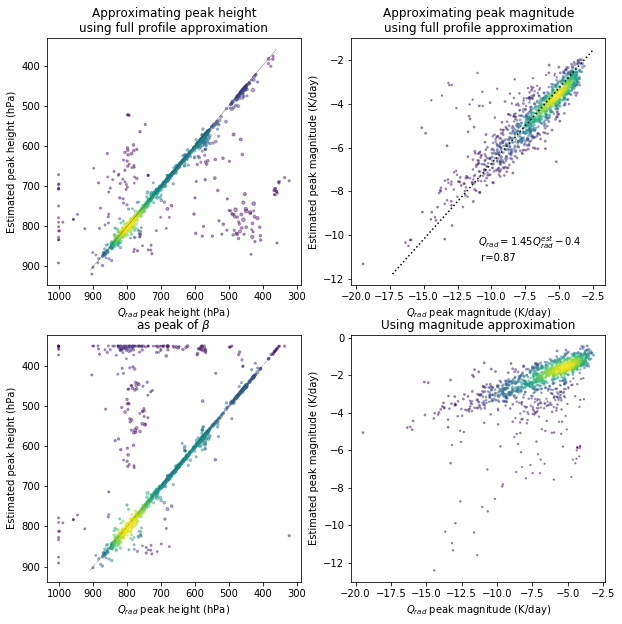 Approximating peak height
using full profile approximation
400
500
600
700
800
900
Estimated peak height (hPa)
1000 900 800 700 600 500 400 300
Q_rad peak height (hPa)
Approximating peak magnitude
using full profile approximation
−2
−4
−6
−8
−10
−12
Estimated peak magnitude (K/day)
Q_rad = 1.45Q_rad^est − 0.4
r=0.87
−20.0 −17.5 −15.0 −12.5 −10.0 −7.5 −5.0 −2.5
Q_rad peak magnitude (K/day)
as peak of β
400
500
600
700
800
900
Estimated peak height (hPa)
1000 900 800 700 600 500 400 300
Q_rad peak height (hPa)
Using magnitude approximation
0
−2
−4
−6
−8
−10
−12
Estimated peak magnitude (K/day)
−20.0 −17.5 −15.0 −12.5 −10.0 −7.5 −5.0 −2.5
Q_rad peak magnitude (K/day)